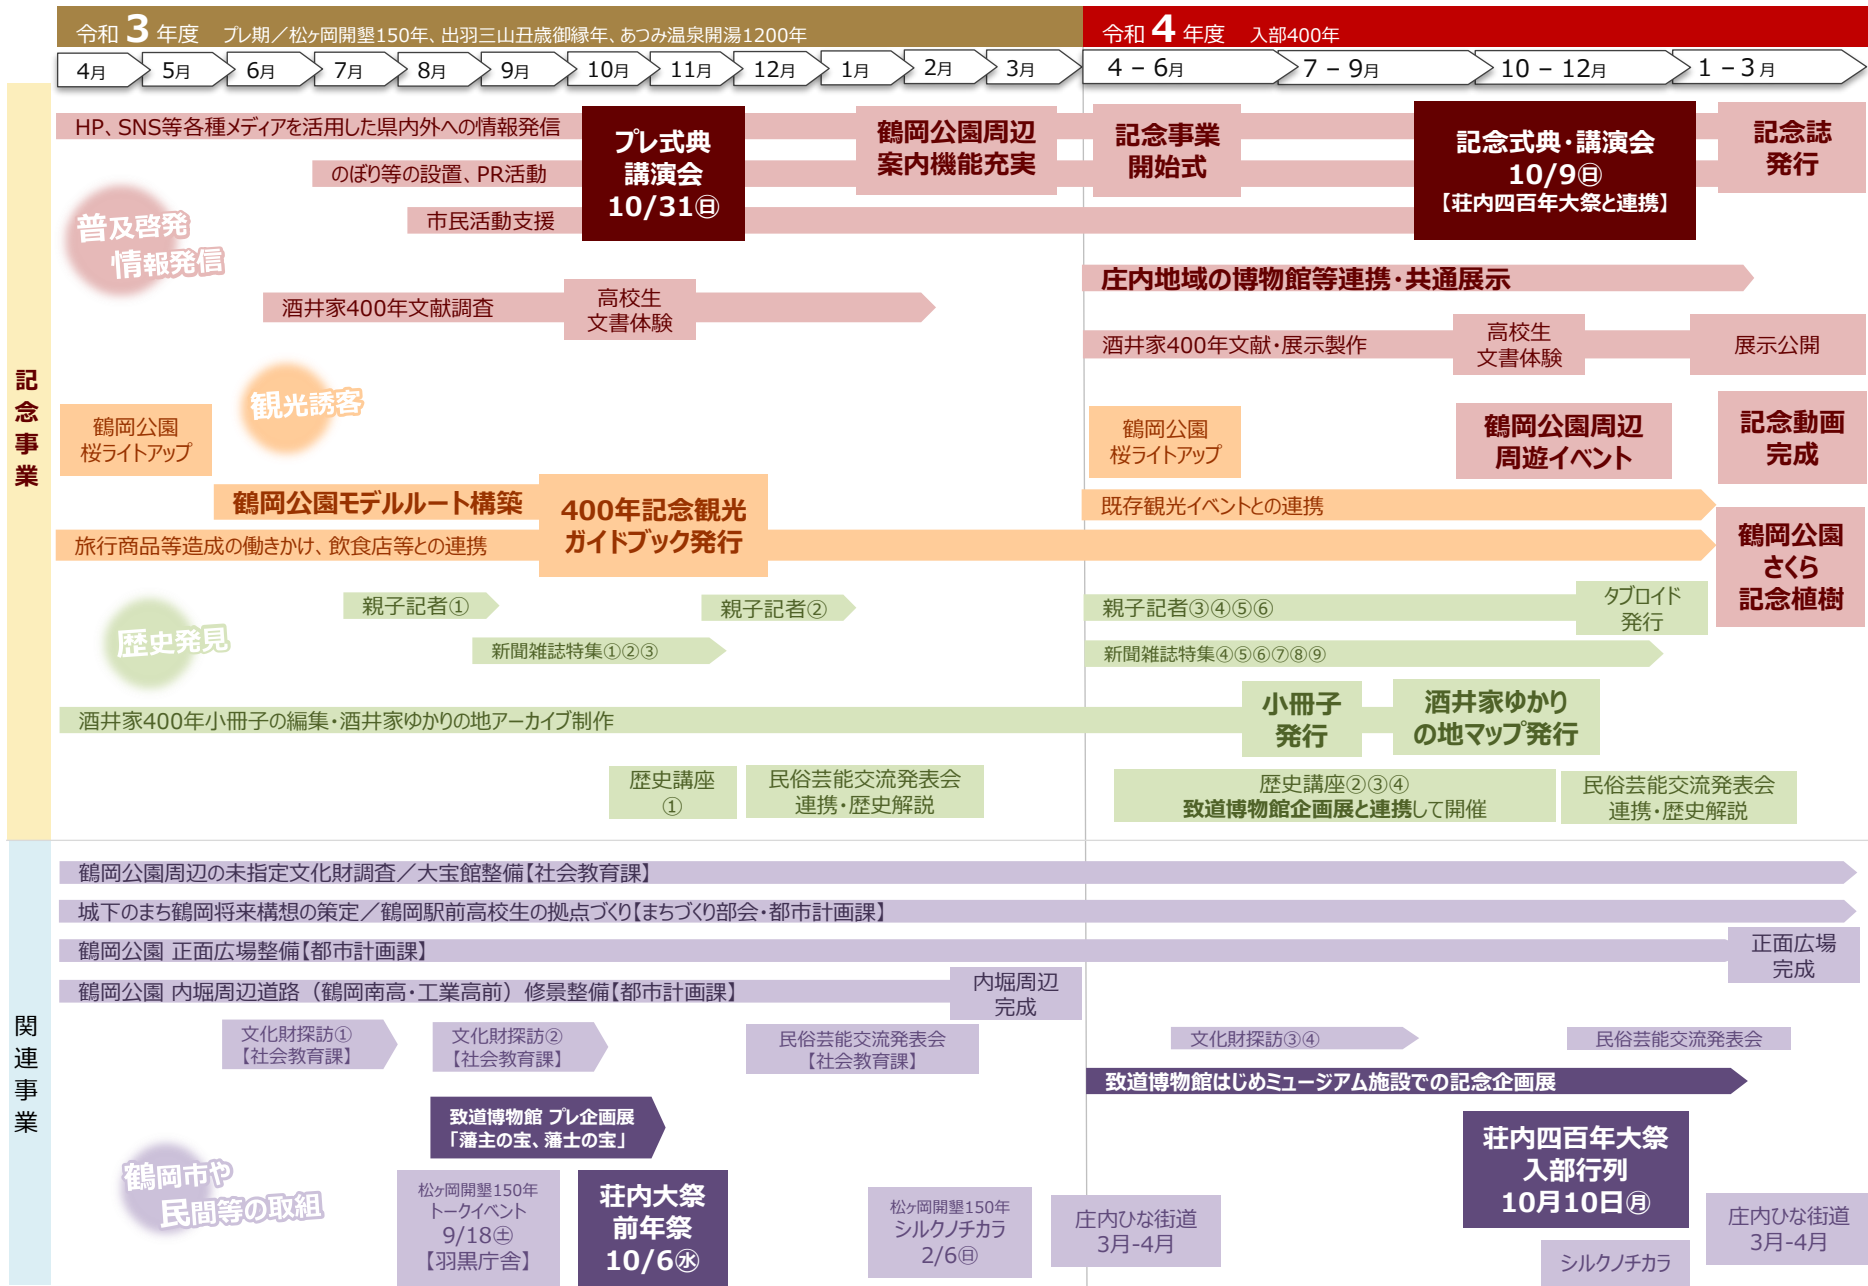 令和 3 年度 プレ期／松ヶ岡開墾150年、出羽三山丑歳御縁年、あつみ温泉開湯1200年
令和 4 年度 入部400年
4月 5月 6月 7月 8月 9月 10月 11月 12月 1月 2月 3月 4－6月 7－9月 10－12月 1－3月
記念事業
普及啓発
情報発信
HP、SNS等各種メディアを活用した県内外への情報発信
のぼり等の設置、PR活動
市民活動支援
プレ式典
講演会
10/31㊐
鶴岡公園周辺
案内機能充実
記念事業
開始式
記念式典・講演会
10/9㊐
【荘内四百年大祭と連携】
記念誌
発行
庄内地域の博物館等連携・共通展示
酒井家400年文献調査
高校生
文書体験
酒井家400年文献・展示製作
高校生
文書体験
展示公開
観光誘客
鶴岡公園
桜ライトアップ
鶴岡公園
桜ライトアップ
鶴岡公園周辺
周遊イベント
記念動画
完成
鶴岡公園モデルルート構築
400年記念観光
ガイドブック発行
既存観光イベントとの連携
旅行商品等造成の働きかけ、飲食店等との連携
鶴岡公園
さくら
記念植樹
歴史発見
親子記者①
親子記者②
親子記者③④⑤⑥
タブロイド
発行
新聞雑誌特集①②③
新聞雑誌特集④⑤⑥⑦⑧⑨
酒井家400年小冊子の編集・酒井家ゆかりの地アーカイブ制作
小冊子
発行
酒井家ゆかり
の地マップ発行
歴史講座
①
民俗芸能交流発表会
連携・歴史解説
歴史講座②③④
致道博物館企画展と連携して開催
民俗芸能交流発表会
連携・歴史解説
関連事業
鶴岡公園周辺の未指定文化財調査／大宝館整備【社会教育課】
城下のまち鶴岡将来構想の策定／鶴岡駅前高校生の拠点づくり【まちづくり部会・都市計画課】
鶴岡公園 正面広場整備【都市計画課】
正面広場
完成
鶴岡公園 内堀周辺道路（鶴岡南高・工業高前）修景整備【都市計画課】
内堀周辺
完成
文化財探訪①
【社会教育課】
文化財探訪②
【社会教育課】
民俗芸能交流発表会
【社会教育課】
文化財探訪③④
民俗芸能交流発表会
致道博物館はじめミュージアム施設での記念企画展
致道博物館 プレ企画展
「藩主の宝、藩士の宝」
鶴岡市や
民間等の取組
松ヶ岡開墾150年
トークイベント
9/18㊏
【羽黒庁舎】
荘内大祭
前年祭
10/6㊌
松ヶ岡開墾150年
シルクノチカラ
2/6㊐
庄内ひな街道
3月-4月
荘内四百年大祭
入部行列
10月10日㊊
シルクノチカラ
庄内ひな街道
3月-4月